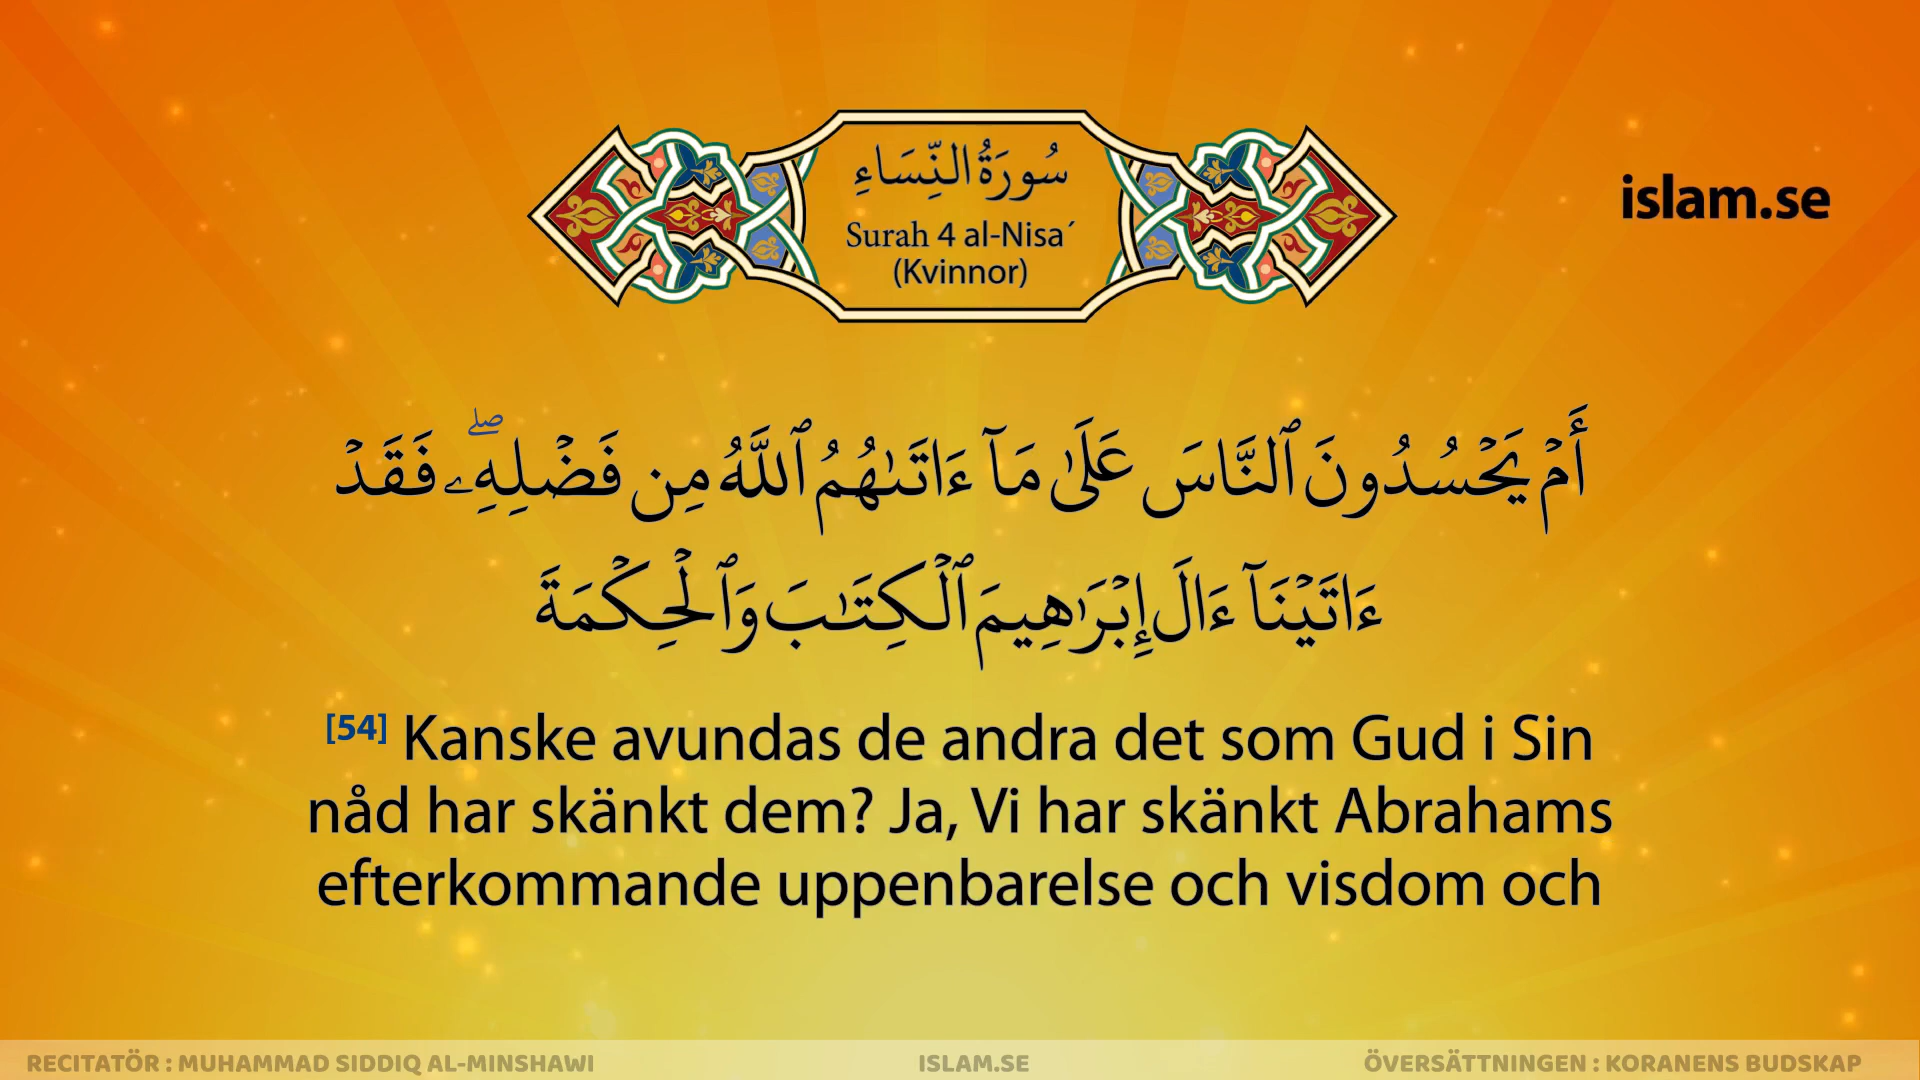 سُورَةُ النِّسَاءِ
Surah 4 al-Nisa´
(Kvinnor)
islam.se
أَمۡ يَحۡسُدُونَ ٱلنَّاسَ عَلَىٰ مَآ ءَاتَىٰهُمُ ٱللَّهُ مِن فَضۡلِهِۦۖ فَقَدۡ
ءَاتَيۡنَآ ءَالَ إِبۡرَٰهِيمَ ٱلۡكِتَٰبَ وَٱلۡحِكۡمَةَ
[54] Kanske avundas de andra det som Gud i Sin
nåd har skänkt dem? Ja, Vi har skänkt Abrahams
efterkommande uppenbarelse och visdom och
RECITATÖR : MUHAMMAD SIDDIQ AL-MINSHAWI
ISLAM.SE
ÖVERSÄTTNINGEN : KORANENS BUDSKAP